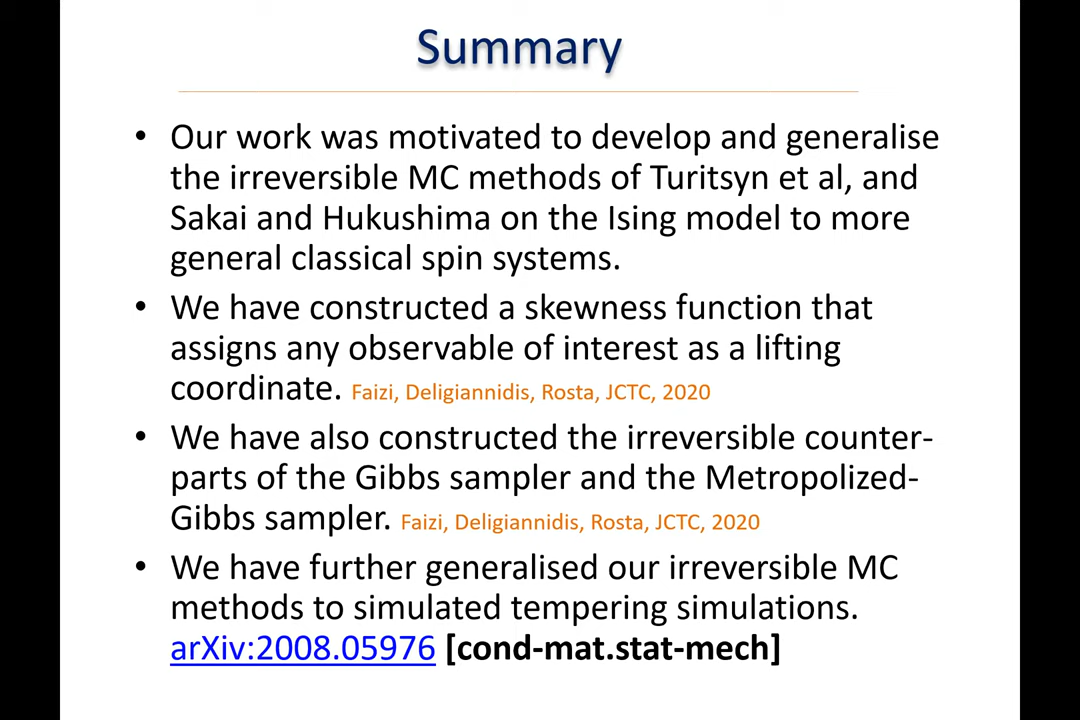 Summary
• Our work was motivated to develop and generalise
the irreversible MC methods of Turitsyn et al, and
Sakai and Hukushima on the Ising model to more
general classical spin systems.
• We have constructed a skewness function that
assigns any observable of interest as a lifting
coordinate. Faizi, Deligiannidis, Rosta, JCTC, 2020
• We have also constructed the irreversible counter-
parts of the Gibbs sampler and the Metropolized-
Gibbs sampler. Faizi, Deligiannidis, Rosta, JCTC, 2020
• We have further generalised our irreversible MC
methods to simulated tempering simulations.
arXiv:2008.05976 [cond-mat.stat-mech]